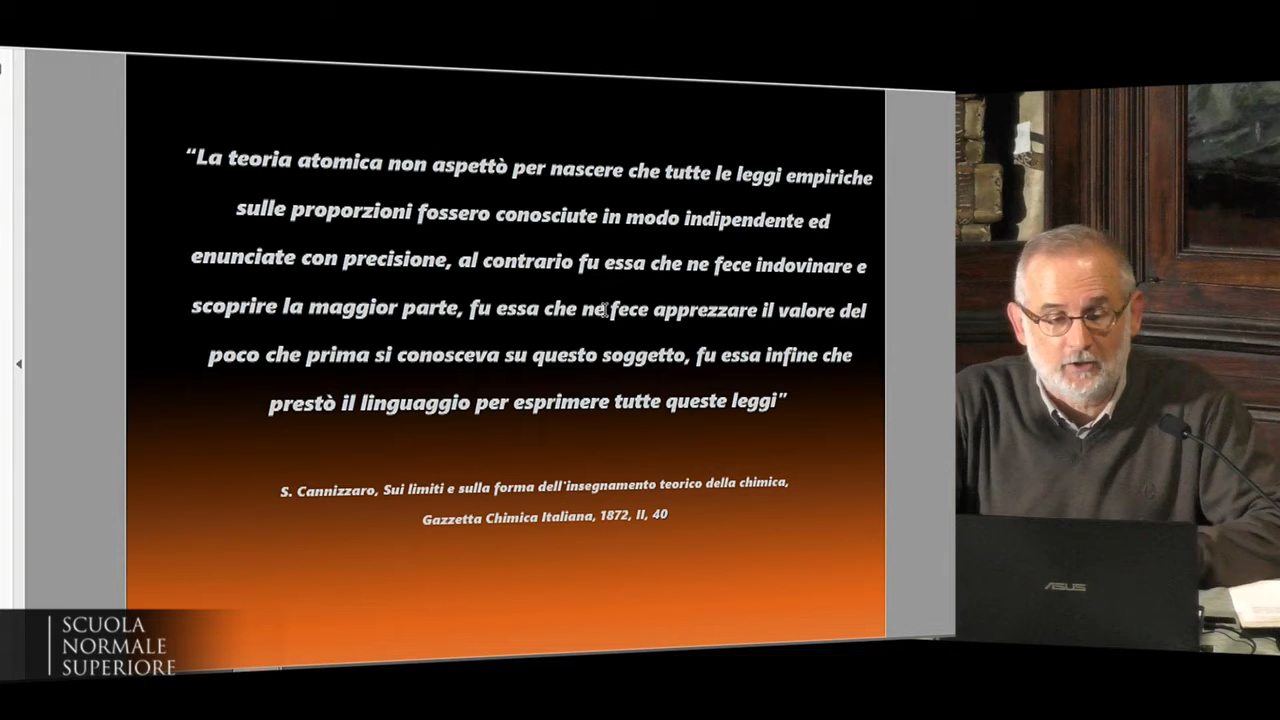 “La teoria atomica non aspettò per nascere che tutte le leggi empiriche
sulle proporzioni fossero conosciute in modo indipendente ed
enunciate con precisione, al contrario fu essa che ne fece indovinare e
scoprire la maggior parte, fu essa che ne fece apprezzare il valore del
poco che prima si conosceva su questo soggetto, fu essa infine che
prestò il linguaggio per esprimere tutte queste leggi”
S. Cannizzaro, Sui limiti e sulla forma dell'insegnamento teorico della chimica,
Gazzetta Chimica Italiana, 1872, II, 40
ASUS
SCUOLA
NORMALE
SUPERIORE